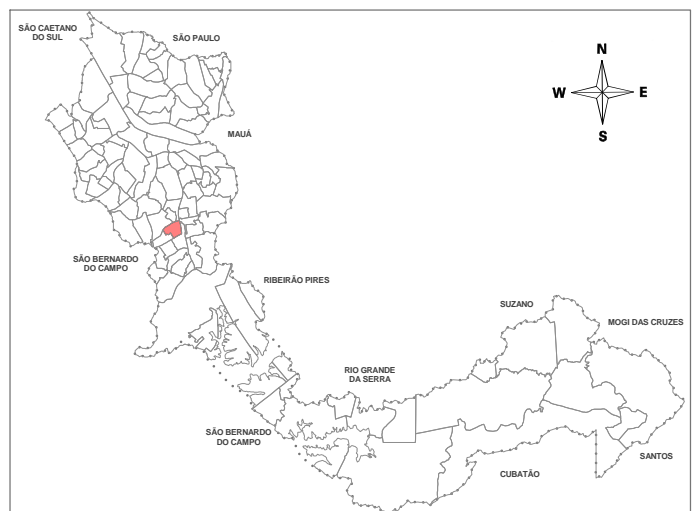 SÃO CAETANO
DO SUL
SÃO PAULO
N
W
E
S
MAUÁ
SÃO BERNARDO
DO CAMPO
RIBEIRÃO PIRES
SUZANO
MOGI DAS CRUZES
RIO GRANDE
DA SERRA
SÃO BERNARDO
DO CAMPO
SANTOS
CUBATÃO